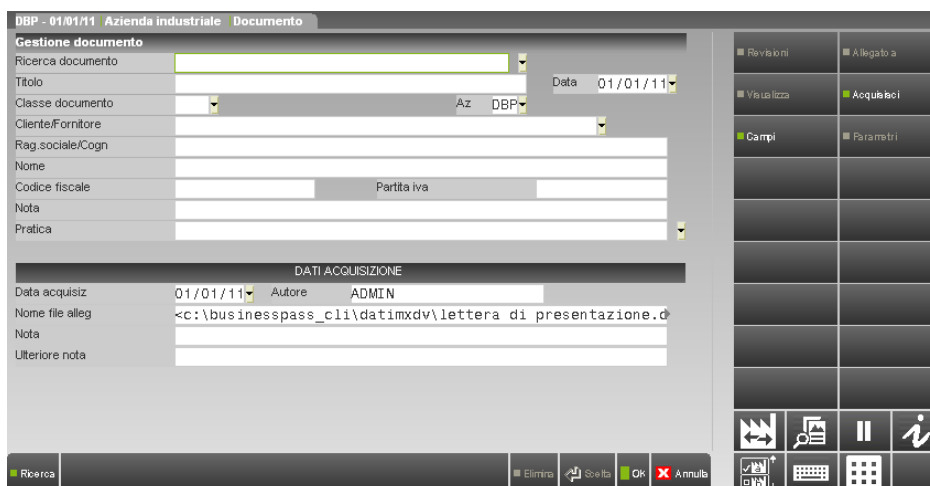 DBP - 01/01/11 Azienda industriale Documento
Gestione documento
Ricerca documento
Titolo Data 01/01/11
Classe documento Az DBP
Cliente/Fornitore
Rag.sociale/Cogn
Nome
Codice fiscale Partita iva
Nota
Pratica
DATI ACQUISIZIONE
Data acquisiz 01/01/11 Autore ADMIN
Nome file alleg <c:\businesspass_cli\datimxdv\lettera di presentazione.d
Nota
Ulteriore nota
Revisioni Allegato a
Visualizza Acquisisci
Campi Parametri
Ricerca Elimina Scelta OK Annulla